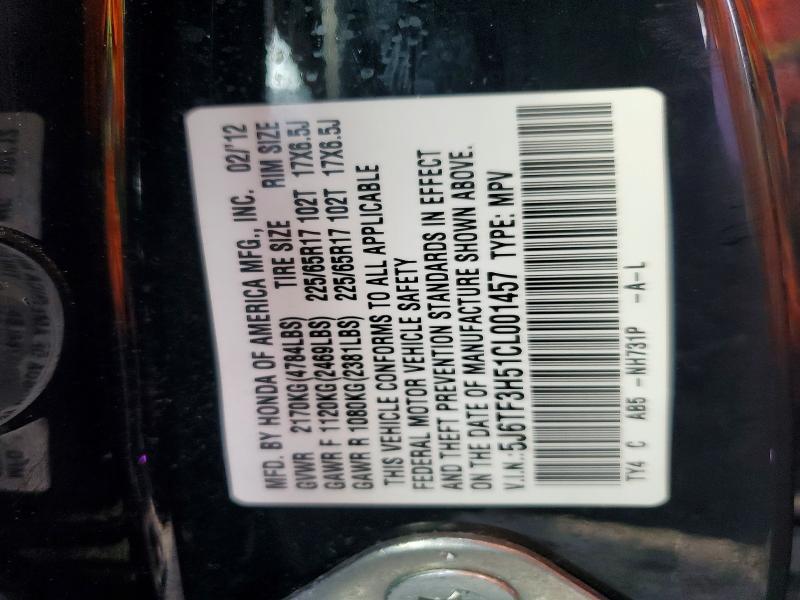 MFD. BY HONDA OF AMERICA MFG., INC. 02/'12
GVWR 2170KG(4784LBS) TIRE SIZE RIM SIZE
GAWR F 1120KG(2469LBS) 225/65R17 102T 17X6.5J
GAWR R 1080KG(2381LBS) 225/65R17 102T 17X6.5J
THIS VEHICLE CONFORMS TO ALL APPLICABLE
FEDERAL MOTOR VEHICLE SAFETY
AND THEFT PREVENTION STANDARDS IN EFFECT
ON THE DATE OF MANUFACTURE SHOWN ABOVE.
V.I.N.:5J6TF3H51CL001457 TYPE: MPV
TY4 C AB5 -NH731P -A-L